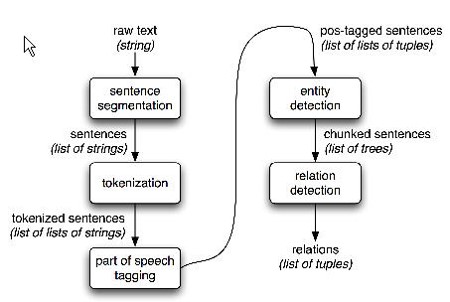 raw text
(string)
sentence
segmentation
sentences
(list of strings)
tokenization
tokenized sentences
(list of lists of strings)
part of speech
tagging
pos-tagged sentences
(list of lists of tuples)
entity
detection
chunked sentences
(list of trees)
relation
detection
relations
(list of tuples)